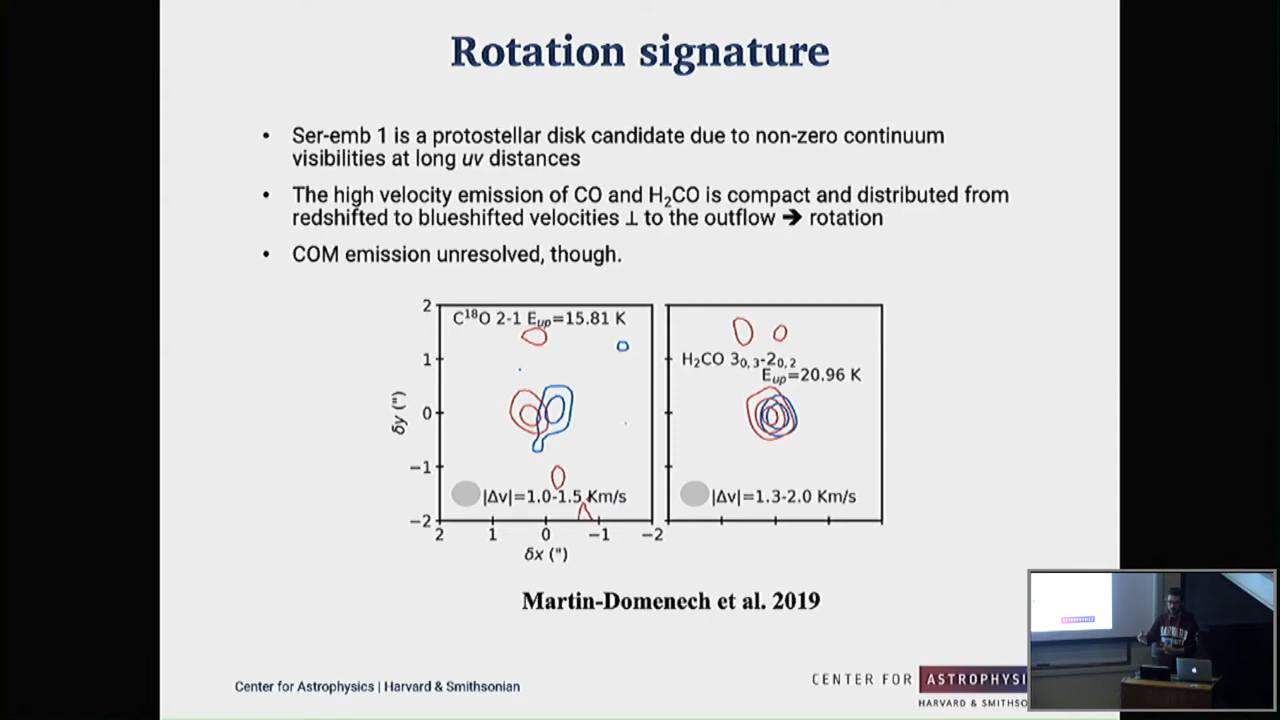 Rotation signature
• Ser-emb 1 is a protostellar disk candidate due to non-zero continuum
visibilities at long uv distances
• The high velocity emission of CO and H₂CO is compact and distributed from
redshifted to blueshifted velocities ⊥ to the outflow ➔ rotation
• COM emission unresolved, though.
2
1
0
−1
−2
δy (")
C¹⁸O 2-1 Eup=15.81 K
|Δv|=1.0-1.5 Km/s
2 1 0 −1 −2
δx (")
H₂CO 3₀,₃-2₀,₂
Eup=20.96 K
|Δv|=1.3-2.0 Km/s
Martin-Domenech et al. 2019
Center for Astrophysics | Harvard & Smithsonian
CENTER FOR ASTROPHYSI
HARVARD & SMITHSO